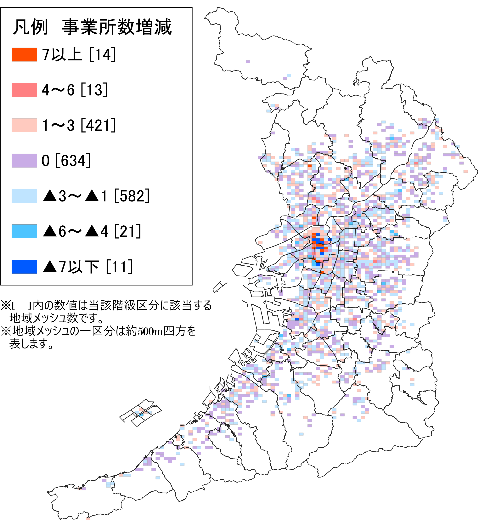 凡例　事業所数増減
7以上 [14]
4～6 [13]
1～3 [421]
0 [634]
▲3～▲1 [582]
▲6～▲4 [21]
▲7以下 [11]
※[　]内の数値は当該階級区分に該当する
地域メッシュ数です。
※地域メッシュの一区分は約500m四方を
表します。